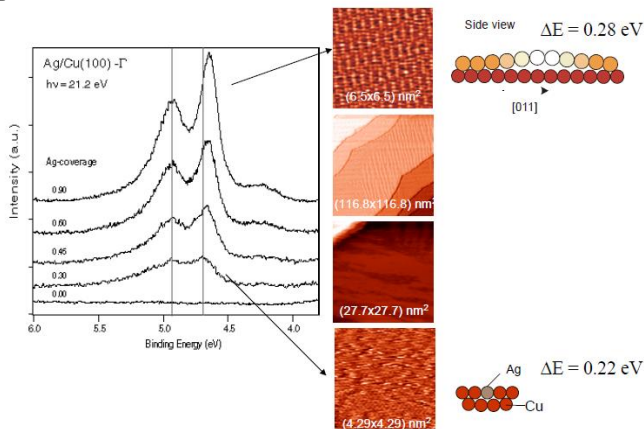 Ag/Cu(100) -Γ
hν=21.2 eV
Ag-coverage
0.90
0.60
0.45
0.30
0.00
Intensity (a.u.)
6.0 5.5 5.0 4.5 4.0
Binding Energy (eV)
(6.5x6.5) nm²
(116.8x116.8) nm²
(27.7x27.7) nm²
(4.29x4.29) nm²
Side view
ΔE = 0.28 eV
[011]
Ag
ΔE = 0.22 eV
Cu